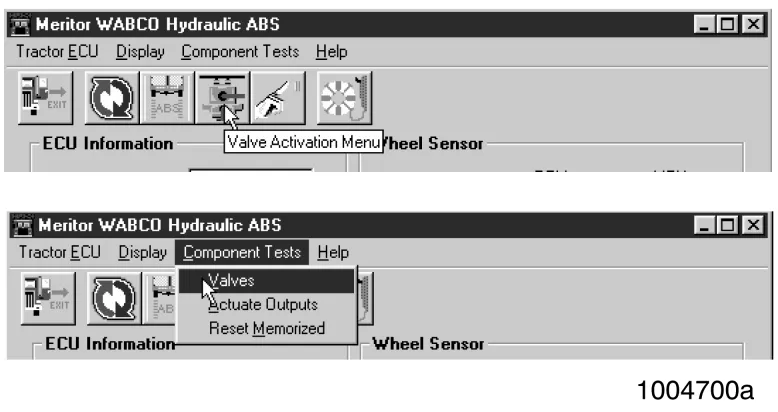 Meritor WABCO Hydraulic ABS
Tractor ECU Display Component Tests Help
EXIT ABS
Valve Activation Menu
ECU Information Wheel Sensor
Meritor WABCO Hydraulic ABS
Tractor ECU Display Component Tests Help
Valves
EXIT AB
Actuate Outputs
Reset Memorized
ECU Information Wheel Sensor
1004700a